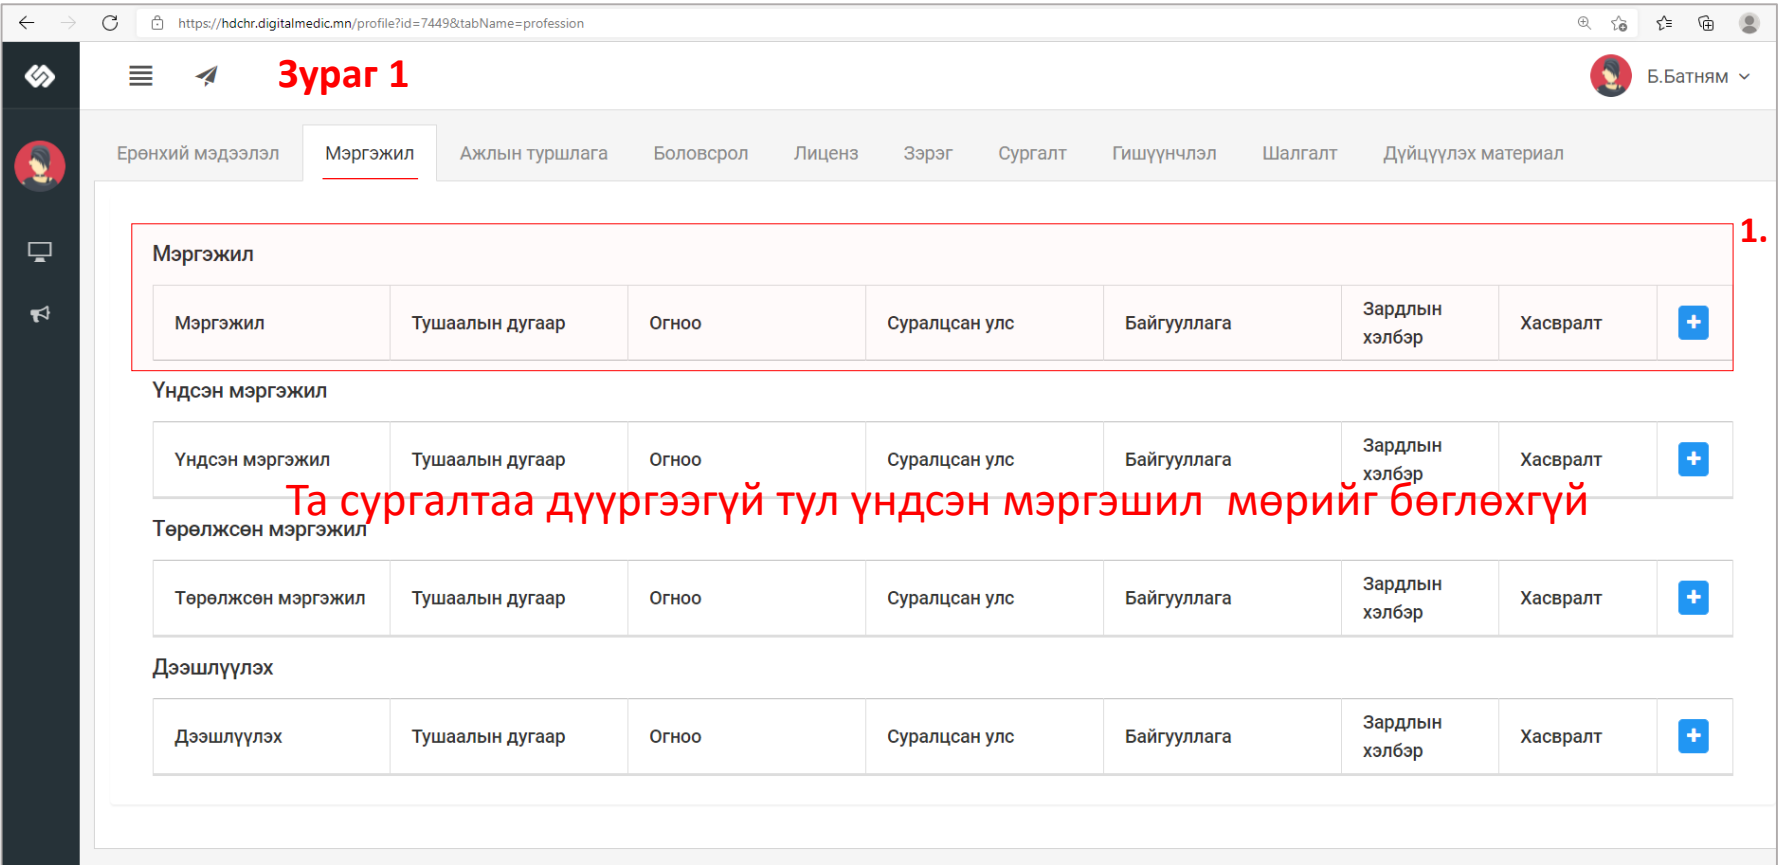 https://hdchr.digitalmedic.mn/profile?id=7449&tabName=profession
Зураг 1
Б.Батням
Ерөнхий мэдээлэл Мэргэжил Ажлын туршлага Боловсрол Лиценз Зэрэг Сургалт Гишүүнчлэл Шалгалт Дүйцүүлэх материал
1.
Мэргэжил
Мэргэжил Тушаалын дугаар Огноо Суралцсан улс Байгууллага Зардлын хэлбэр Хасвралт
Үндсэн мэргэжил
Үндсэн мэргэжил Тушаалын дугаар Огноо Суралцсан улс Байгууллага Зардлын хэлбэр Хасвралт
Та сургалтаа дүүргээгүй тул үндсэн мэргэшил мөрийг бөглөхгүй
Төрөлжсөн мэргэжил
Төрөлжсөн мэргэжил Тушаалын дугаар Огноо Суралцсан улс Байгууллага Зардлын хэлбэр Хасвралт
Дээшлүүлэх
Дээшлүүлэх Тушаалын дугаар Огноо Суралцсан улс Байгууллага Зардлын хэлбэр Хасвралт